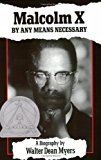 Malcolm X
BY ANY MEANS NECESSARY
A Biography by
Walter Dean Myers